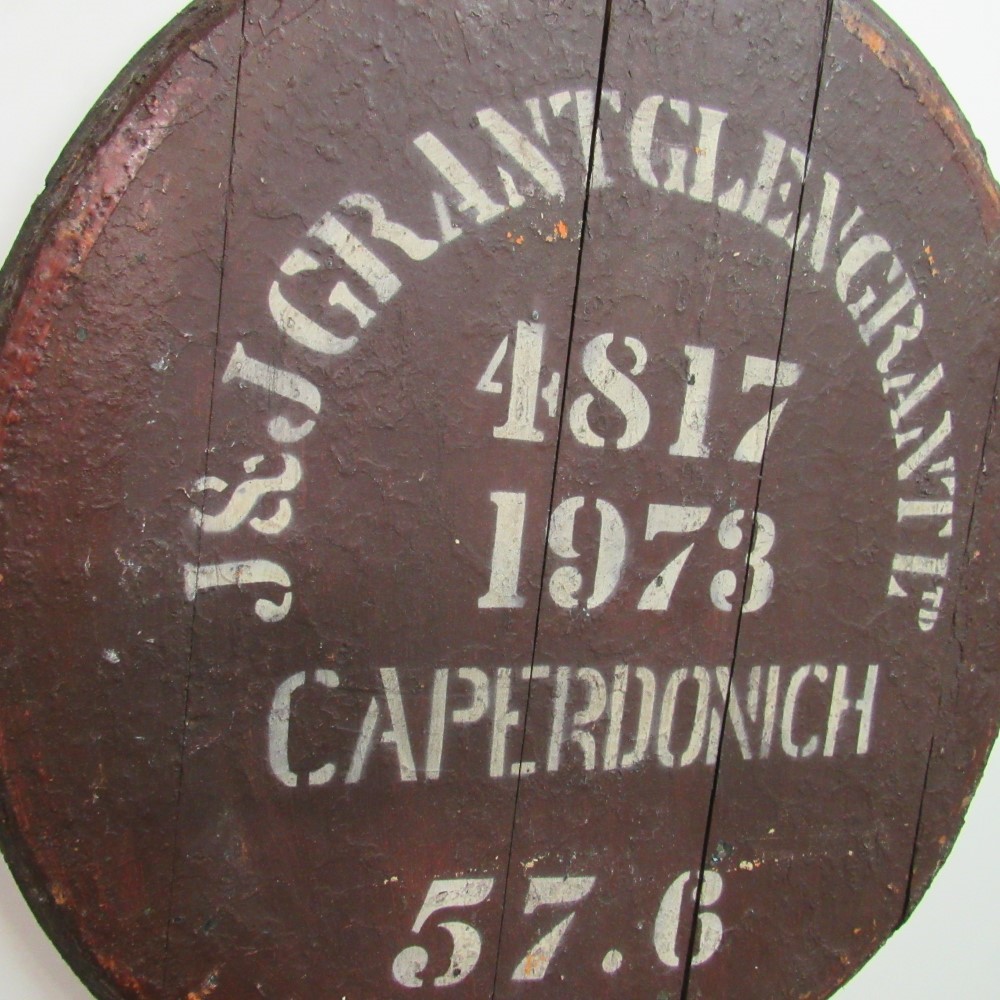 J&J GRANT GLEN GRANT LTD
4817
1973
CAPERDONICH
57.6